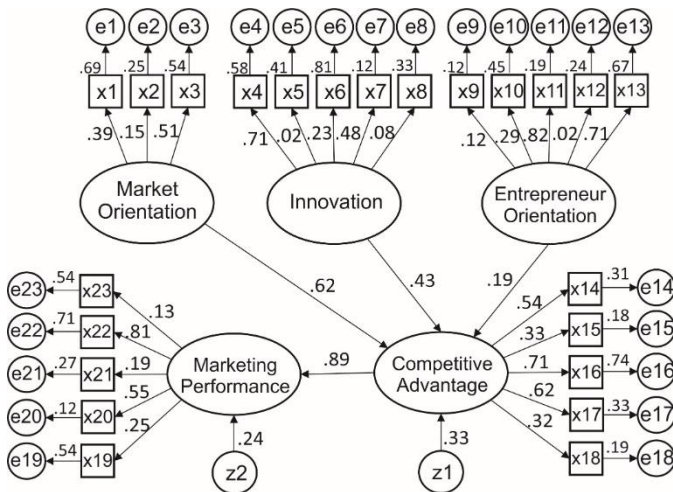 e1 e2 e3 e4 e5 e6 e7 e8 e9 e10 e11 e12 e13
.69 .25 .54 .58 .41 .81 .12 .33 .12 .45 .19 .24 .67
x1 x2 x3 x4 x5 x6 x7 x8 x9 x10 x11 x12 x13
.39 .15 .51 .71 .02 .23 .48 .08 .12 .29 .82 .02 .71
Market
Orientation
Innovation
Entrepreneur
Orientation
.62 .43 .19
e23 .54 x23 .13
e22 .71 x22 .81
e21 .27 x21 .19
e20 .12 x20 .55
e19 .54 x19 .25
Marketing
Performance
.89
Competitive
Advantage
.54 x14 .31 e14
.33 x15 .18 e15
.71 x16 .74 e16
.62 x17 .33 e17
.32 x18 .19 e18
.24 .33
z2 z1